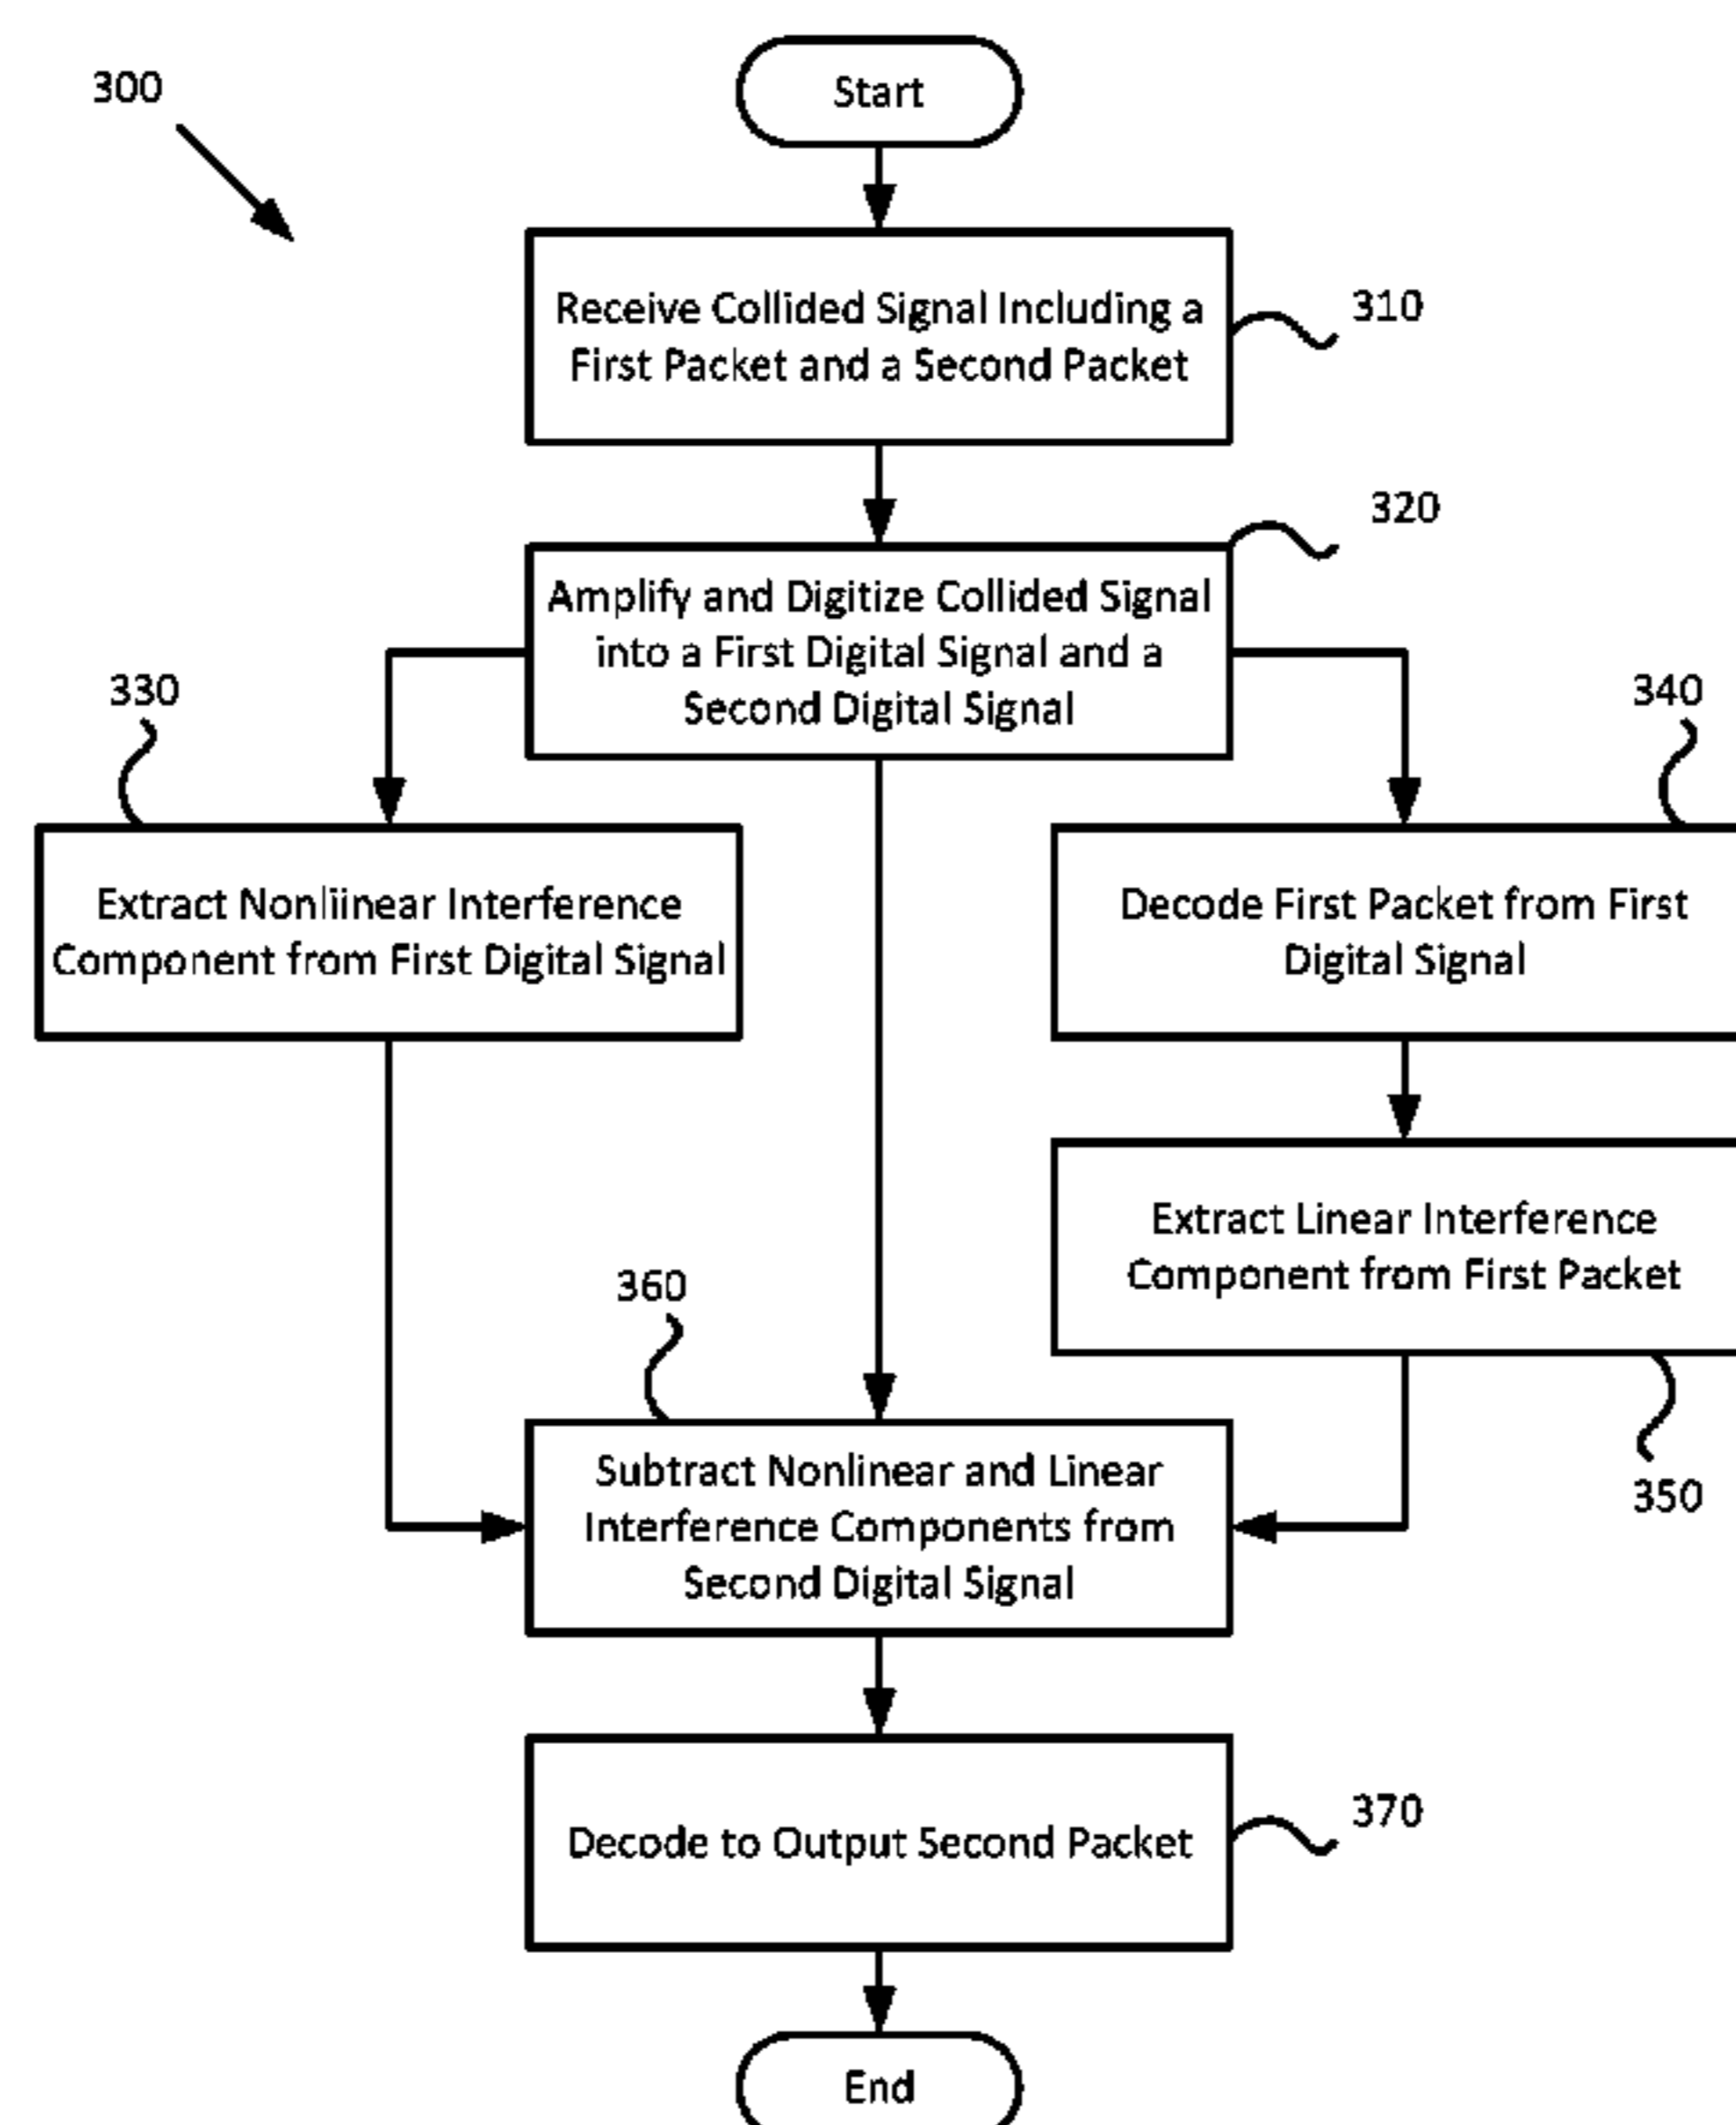 300
Start
Receive Collided Signal Including a
First Packet and a Second Packet
310
320
Amplify and Digitize Collided Signal
into a First Digital Signal and a
Second Digital Signal
330
340
Extract Nonliinear Interference
Component from First Digital Signal
Decode First Packet from First
Digital Signal
Extract Linear Interference
Component from First Packet
360
350
Subtract Nonlinear and Linear
Interference Components from
Second Digital Signal
Decode to Output Second Packet
370
End